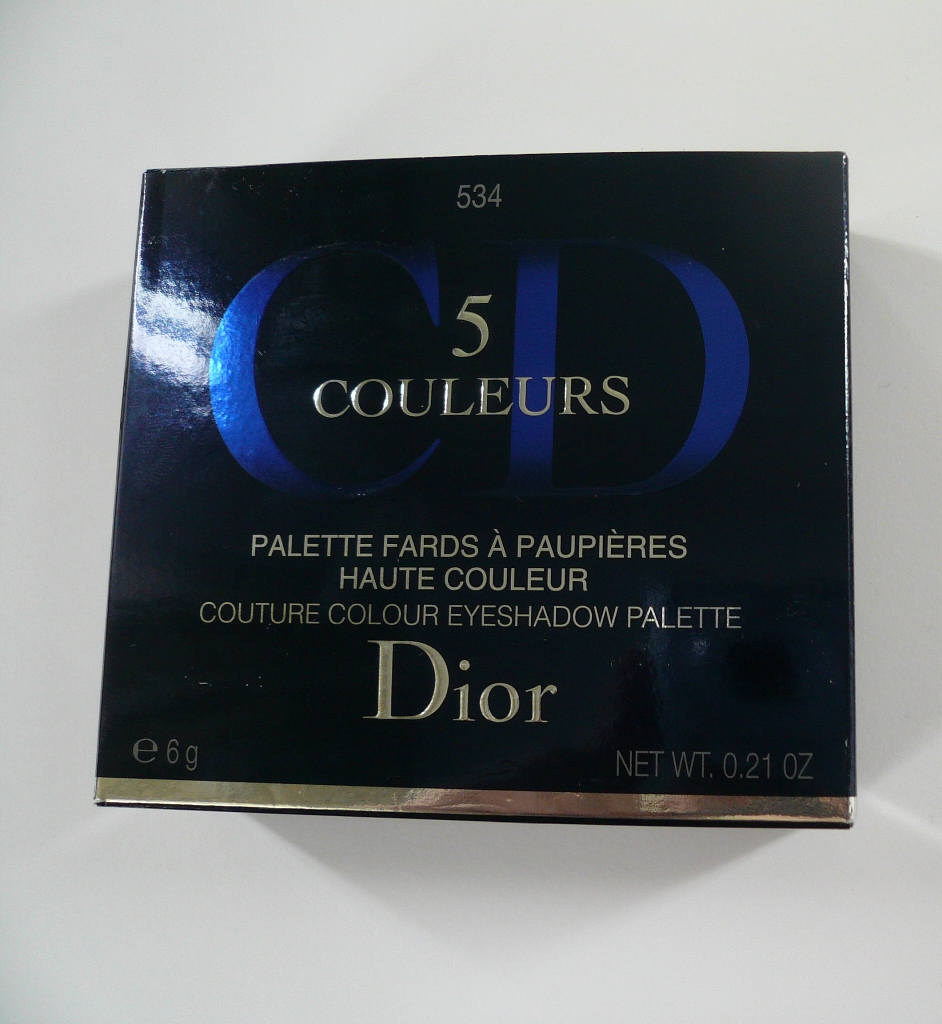 534
CD
5
COULEURS
PALETTE FARDS À PAUPIÈRES
HAUTE COULEUR
COUTURE COLOUR EYESHADOW PALETTE
Dior
℮ 6 g
NET WT. 0.21 OZ